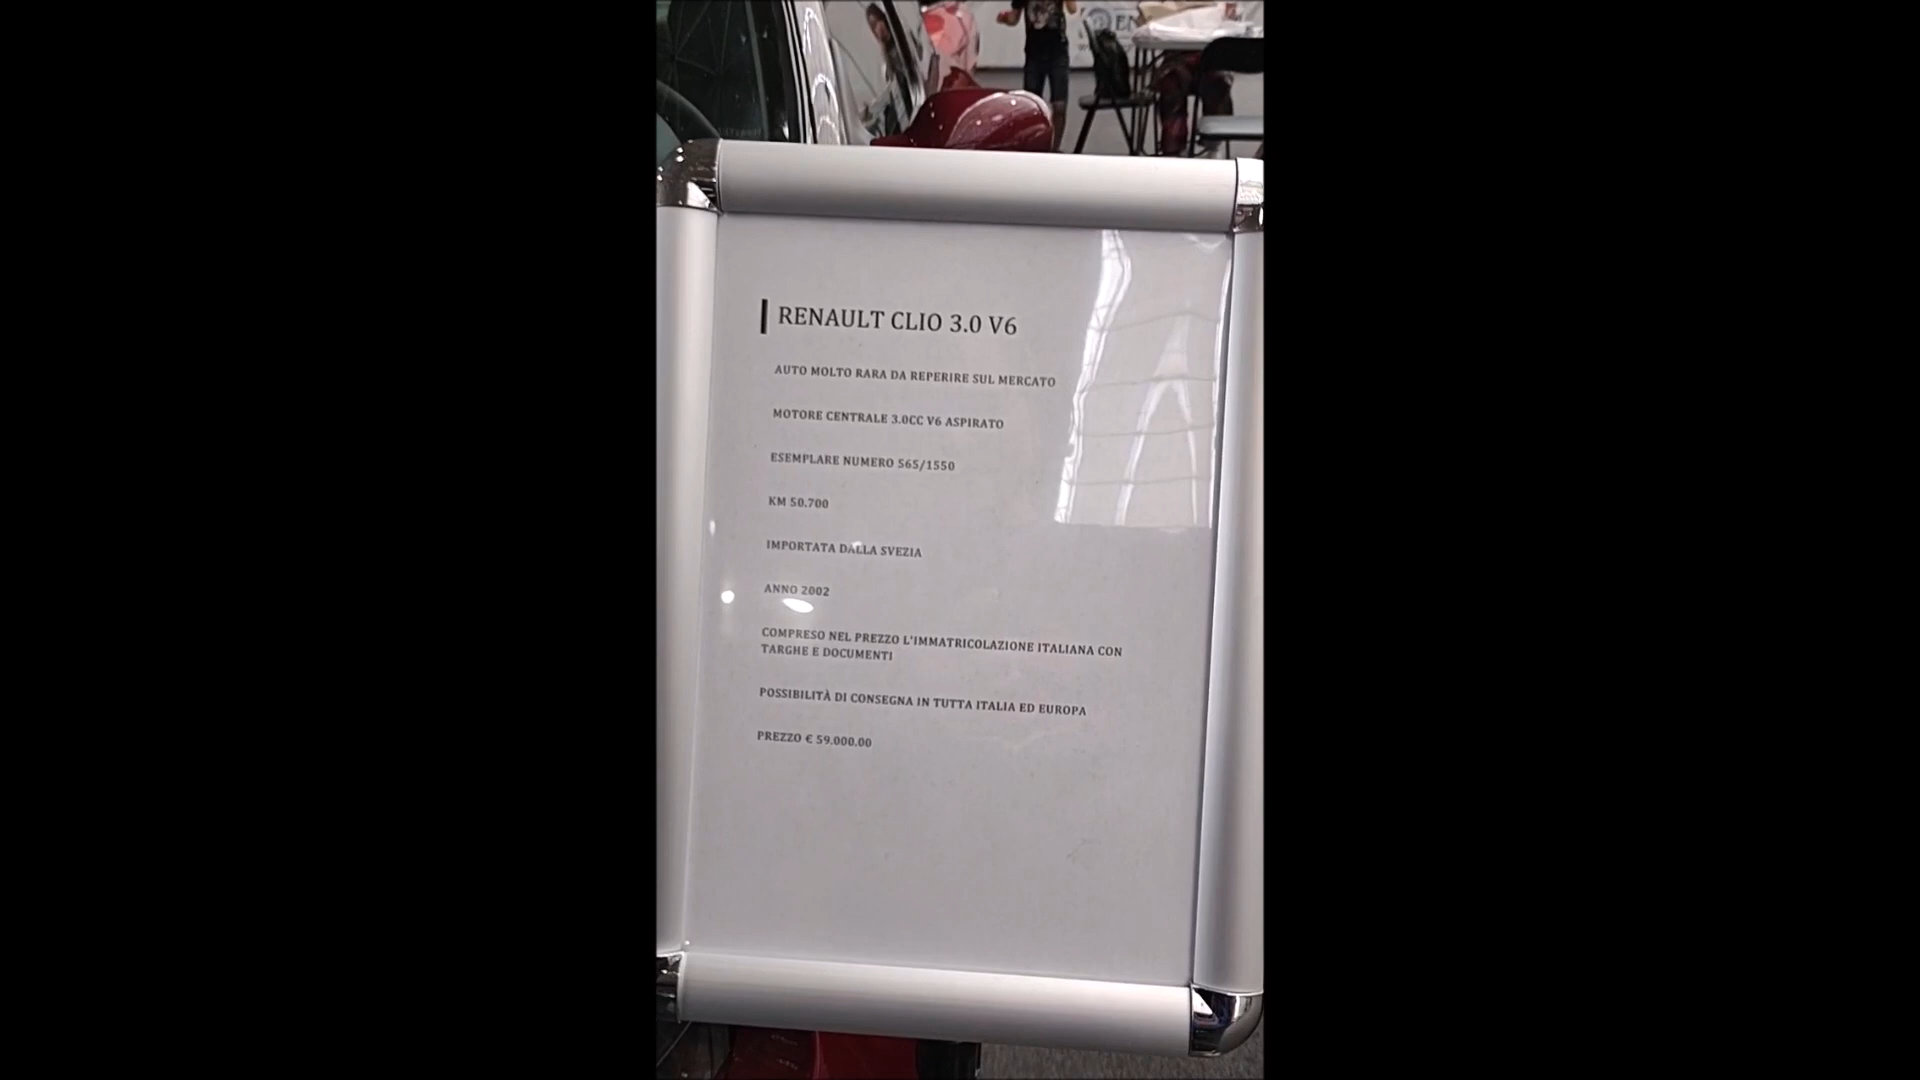 RENAULT CLIO 3.0 V6
AUTO MOLTO RARA DA REPERIRE SUL MERCATO
MOTORE CENTRALE 3.0CC V6 ASPIRATO
ESEMPLARE NUMERO 565/1550
KM 50.700
IMPORTATA DALLA SVEZIA
ANNO 2002
COMPRESO NEL PREZZO L'IMMATRICOLAZIONE ITALIANA CON
TARGHE E DOCUMENTI
POSSIBILITÀ DI CONSEGNA IN TUTTA ITALIA ED EUROPA
PREZZO € 59.000.00